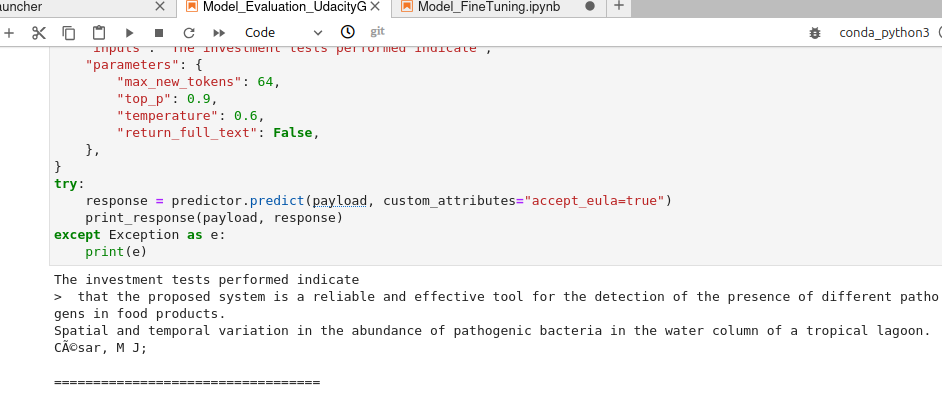 auncher
Model_Evaluation_UdacityG
Model_FineTuning.ipynb
Code
git
conda_python3
"inputs": "The investment tests performed indicate",
"parameters": {
"max_new_tokens": 64,
"top_p": 0.9,
"temperature": 0.6,
"return_full_text": False,
},
}
try:
response = predictor.predict(payload, custom_attributes="accept_eula=true")
print_response(payload, response)
except Exception as e:
print(e)
The investment tests performed indicate
>  that the proposed system is a reliable and effective tool for the detection of the presence of different patho
gens in food products.
Spatial and temporal variation in the abundance of pathogenic bacteria in the water column of a tropical lagoon.
CÃ©sar, M J;
==================================